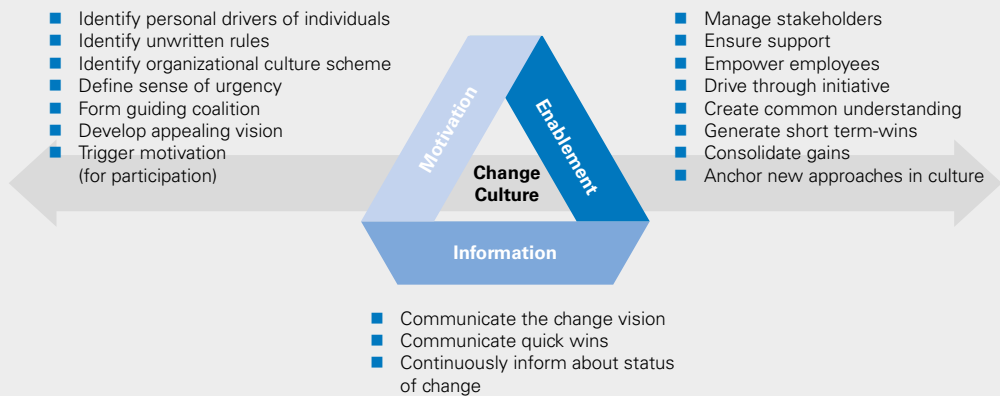 Identify personal drivers of individuals
Identify unwritten rules
Identify organizational culture scheme
Define sense of urgency
Form guiding coalition
Develop appealing vision
Trigger motivation
(for participation)
Motivation
Enablement
Change
Culture
Information
Manage stakeholders
Ensure support
Empower employees
Drive through initiative
Create common understanding
Generate short term-wins
Consolidate gains
Anchor new approaches in culture
Communicate the change vision
Communicate quick wins
Continuously inform about status
of change